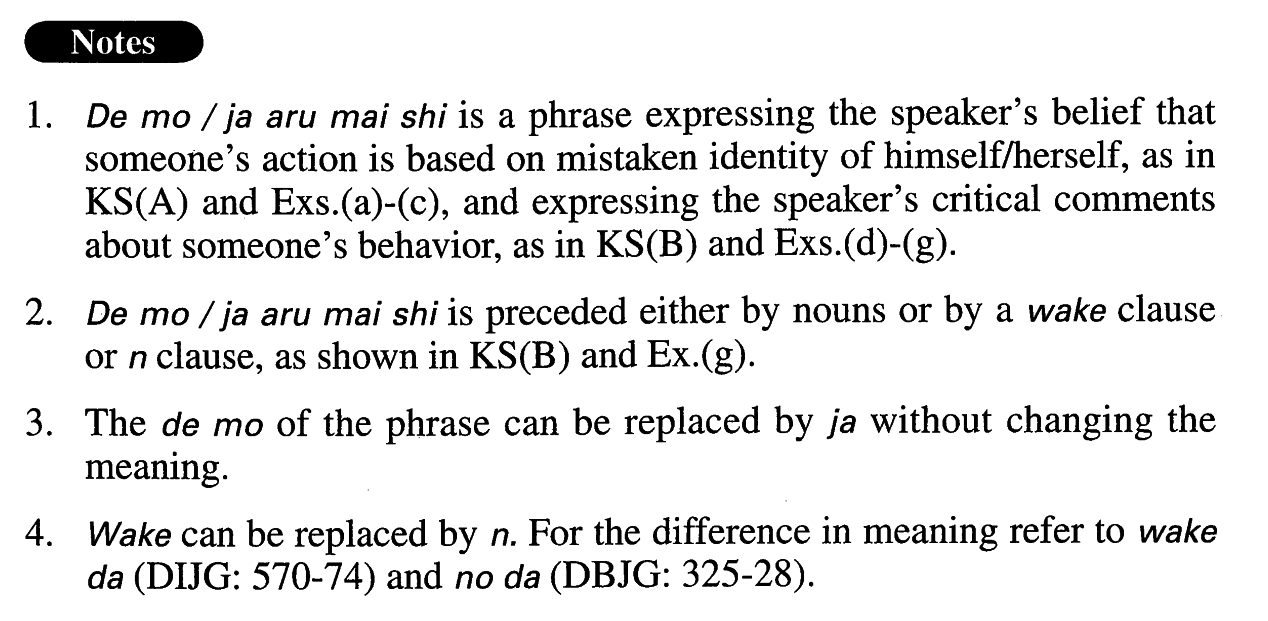 Notes
1. De mo / ja aru mai shi is a phrase expressing the speaker's belief that
someone's action is based on mistaken identity of himself/herself, as in
KS(A) and Exs.(a)-(c), and expressing the speaker's critical comments
about someone's behavior, as in KS(B) and Exs.(d)-(g).
2. De mo / ja aru mai shi is preceded either by nouns or by a wake clause
or n clause, as shown in KS(B) and Ex.(g).
3. The de mo of the phrase can be replaced by ja without changing the
meaning.
4. Wake can be replaced by n. For the difference in meaning refer to wake
da (DIJG: 570-74) and no da (DBJG: 325-28).